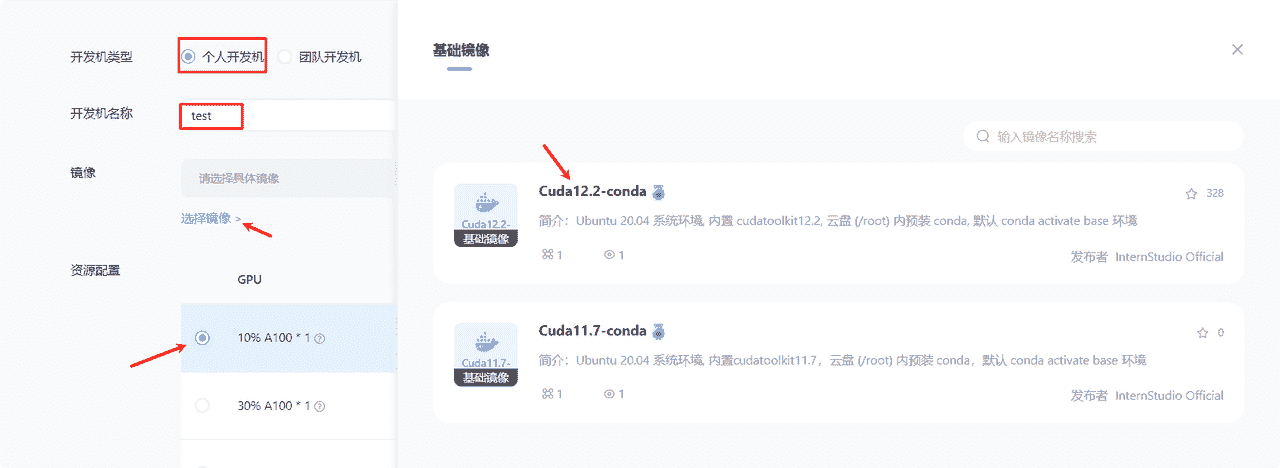 开发机类型
个人开发机
团队开发机
开发机名称
test
镜像
请选择具体镜像
选择镜像 >
资源配置
GPU
10% A100 * 1
30% A100 * 1
基础镜像
输入镜像名称搜索
Cuda12.2-
基础镜像
Cuda12.2-conda
328
简介：Ubuntu 20.04 系统环境, 内置 cudatoolkit12.2, 云盘 (/root) 内预装 conda, 默认 conda activate base 环境
1
1
发布者 InternStudio Official
Cuda11.7-
基础镜像
Cuda11.7-conda
0
简介：Ubuntu 20.04 系统环境, 内置cudatoolkit11.7，云盘 (/root) 内预装 conda，默认 conda activate base 环境
1
1
发布者 InternStudio Official